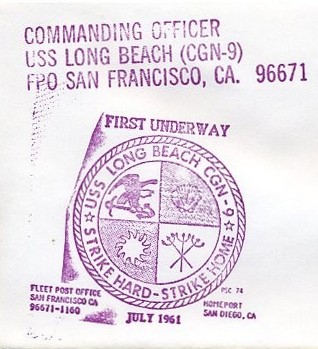 COMMANDING OFFICER
USS LONG BEACH (CGN-9)
FPO SAN FRANCISCO, CA. 96671
FIRST UNDERWAY
USS LONG BEACH CGN-9
STRIKE HARD-STRIKE HOME
FLEET POST OFFICE
SAN FRANCISCO CA
96671-1160
JULY 1961
PSC 74
HOMEPORT
SAN DIEGO, CA